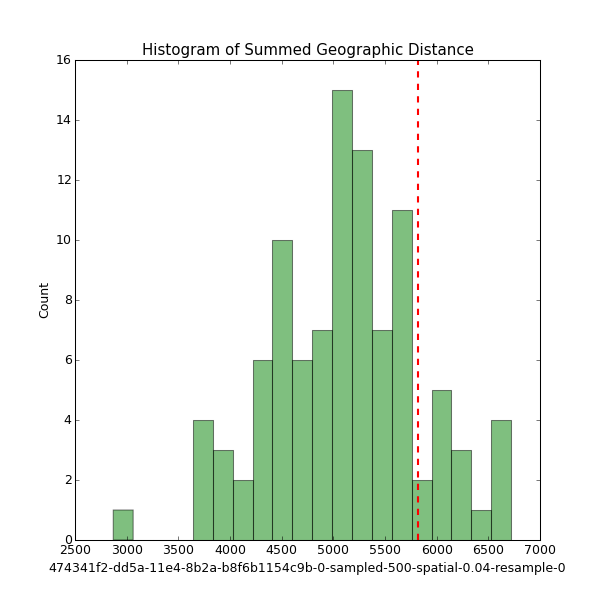 Histogram of Summed Geographic Distance
16
14
12
10
8
6
4
2
0
Count
2500 3000 3500 4000 4500 5000 5500 6000 6500 7000
474341f2-dd5a-11e4-8b2a-b8f6b1154c9b-0-sampled-500-spatial-0.04-resample-0